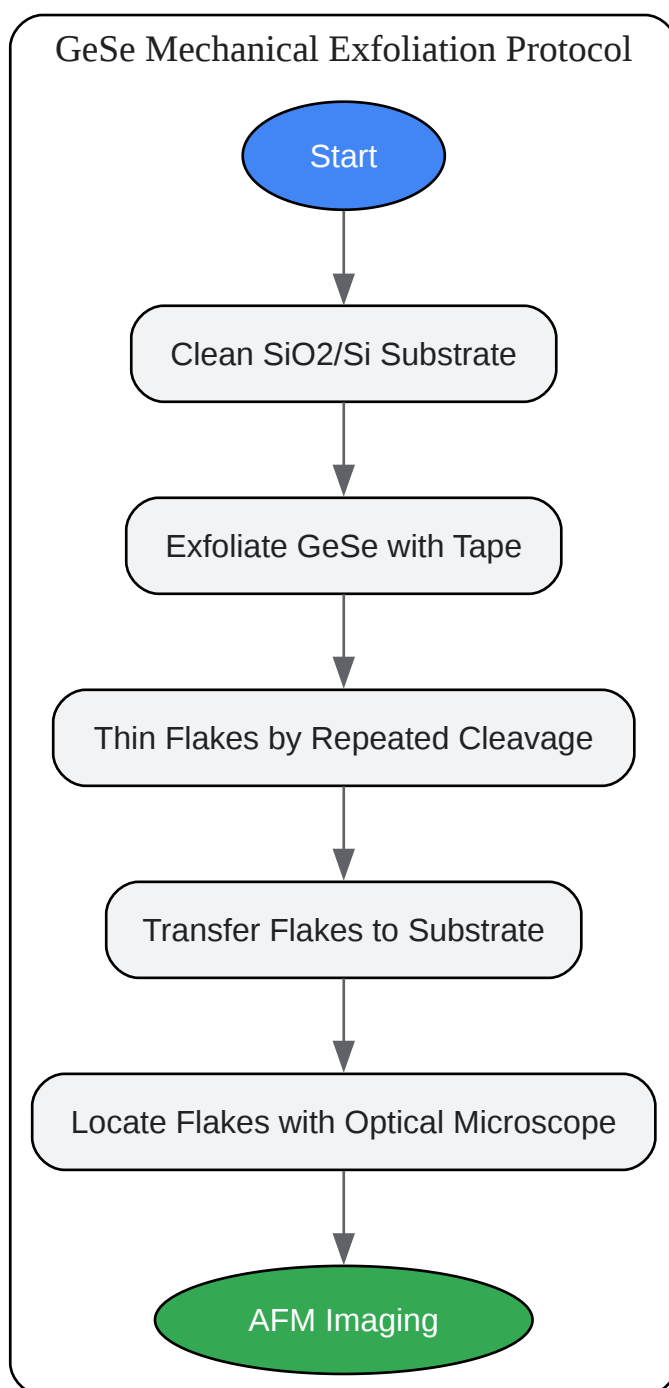 GeSe Mechanical Exfoliation Protocol
Start
Clean SiO2/Si Substrate
Exfoliate GeSe with Tape
Thin Flakes by Repeated Cleavage
Transfer Flakes to Substrate
Locate Flakes with Optical Microscope
AFM Imaging